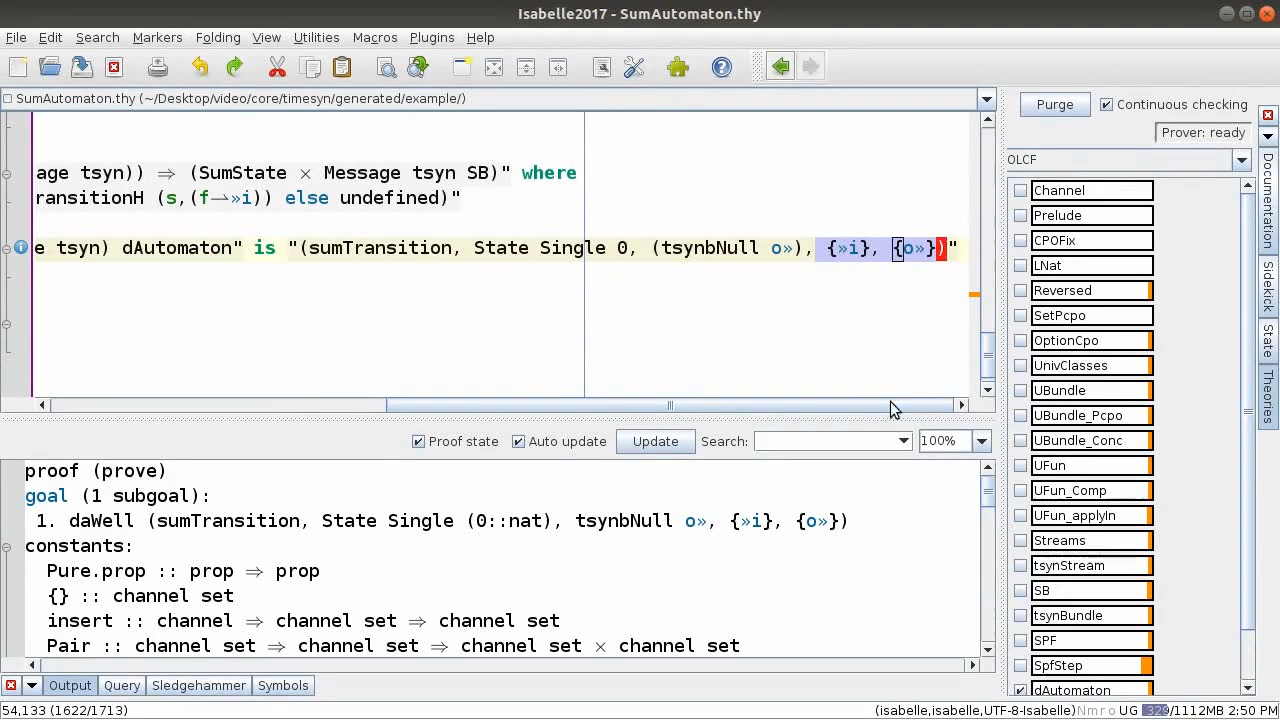 Isabelle2017 - SumAutomaton.thy
File Edit Search Markers Folding View Utilities Macros Plugins Help
SumAutomaton.thy (~/Desktop/video/core/timesyn/generated/example/)
age tsyn)) ⇒ (SumState × Message tsyn SB)" where
ransitionH (s,(f⇀»i)) else undefined)"
e tsyn) dAutomaton" is "(sumTransition, State Single 0, (tsynbNull o»), {»i}, {o»})"
Proof state Auto update Update Search: 100%
proof (prove)
goal (1 subgoal):
1. daWell (sumTransition, State Single (0::nat), tsynbNull o», {»i}, {o»})
constants:
Pure.prop :: prop ⇒ prop
{} :: channel set
insert :: channel ⇒ channel set ⇒ channel set
Pair :: channel set ⇒ channel set ⇒ channel set × channel set
Output Query Sledgehammer Symbols
Purge Continuous checking
Prover: ready
OLCF
Channel
Prelude
CPOFix
LNat
Reversed
SetPcpo
OptionCpo
UnivClasses
UBundle
UBundle_Pcpo
UBundle_Conc
UFun
UFun_Comp
UFun_applyIn
Streams
tsynStream
SB
tsynBundle
SPF
SpfStep
dAutomaton
Documentation
Sidekick
State
Theories
54,133 (1622/1713) (isabelle,isabelle,UTF-8-Isabelle)Nmro UG 329/1112MB 2:50 PM